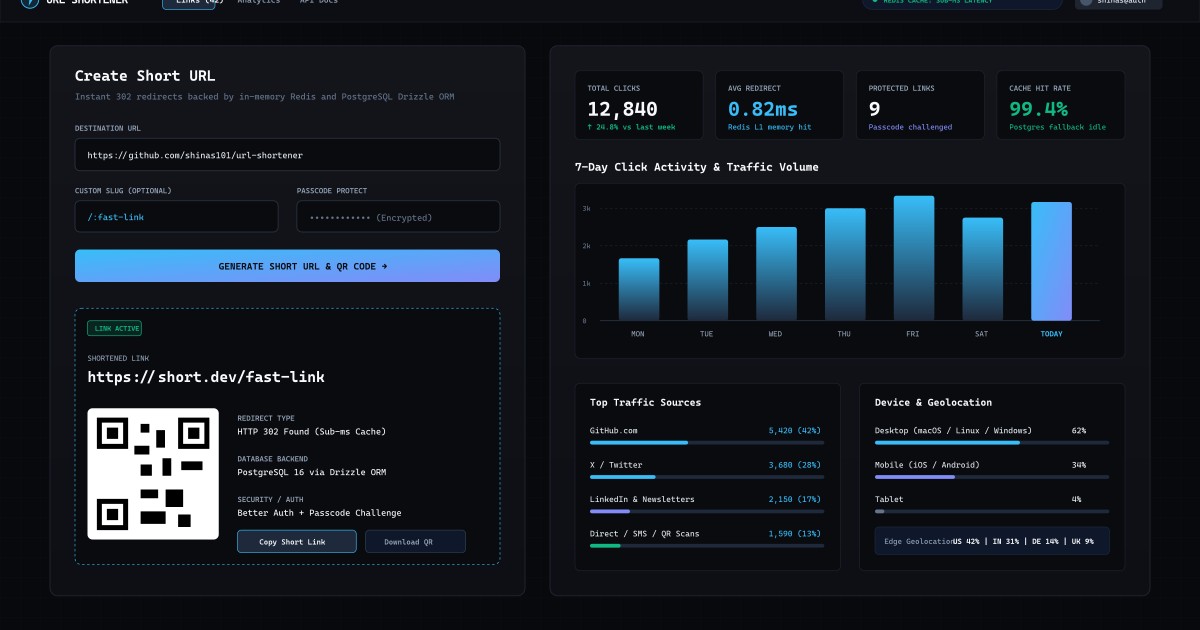 URL SHORTENER
Links (42)
Analytics
API Docs
REDIS CACHE: SUB-MS LATENCY
shinas@auth
Create Short URL
Instant 302 redirects backed by in-memory Redis and PostgreSQL Drizzle ORM
DESTINATION URL
https://github.com/shinas101/url-shortener
CUSTOM SLUG (OPTIONAL)
PASSCODE PROTECT
/:fast-link
•••••••••••• (Encrypted)
GENERATE SHORT URL & QR CODE →
LINK ACTIVE
SHORTENED LINK
https://short.dev/fast-link
REDIRECT TYPE
HTTP 302 Found (Sub-ms Cache)
DATABASE BACKEND
PostgreSQL 16 via Drizzle ORM
SECURITY / AUTH
Better Auth + Passcode Challenge
Copy Short Link
Download QR
TOTAL CLICKS
12,840
↑ 24.8% vs last week
AVG REDIRECT
0.82ms
Redis L1 memory hit
PROTECTED LINKS
9
Passcode challenged
CACHE HIT RATE
99.4%
Postgres fallback idle
7-Day Click Activity & Traffic Volume
3k
2k
1k
0
MON
TUE
WED
THU
FRI
SAT
TODAY
Top Traffic Sources
GitHub.com 5,420 (42%)
X / Twitter 3,680 (28%)
LinkedIn & Newsletters 2,150 (17%)
Direct / SMS / QR Scans 1,590 (13%)
Device & Geolocation
Desktop (macOS / Linux / Windows) 62%
Mobile (iOS / Android) 34%
Tablet 4%
Edge Geolocation US 42% | IN 31% | DE 14% | UK 9%